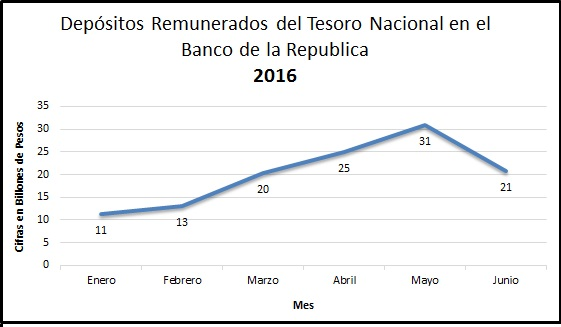 Depósitos Remunerados del Tesoro Nacional en el
Banco de la Republica
2016
Cifras en Billones de Pesos
35
30
25
20
15
10
5
0
11
13
20
25
31
21
Enero
Febrero
Marzo
Abril
Mayo
Junio
Mes